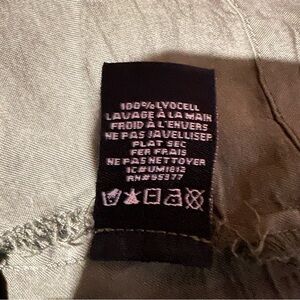 100% LYOCELL
LAVAGE À LA MAIN
FROID À L'ENVERS
NE PAS JAVELLISER
PLAT SEC
FER FRAIS
NE PAS NETTOYER
IC#UM1812
RN#95377